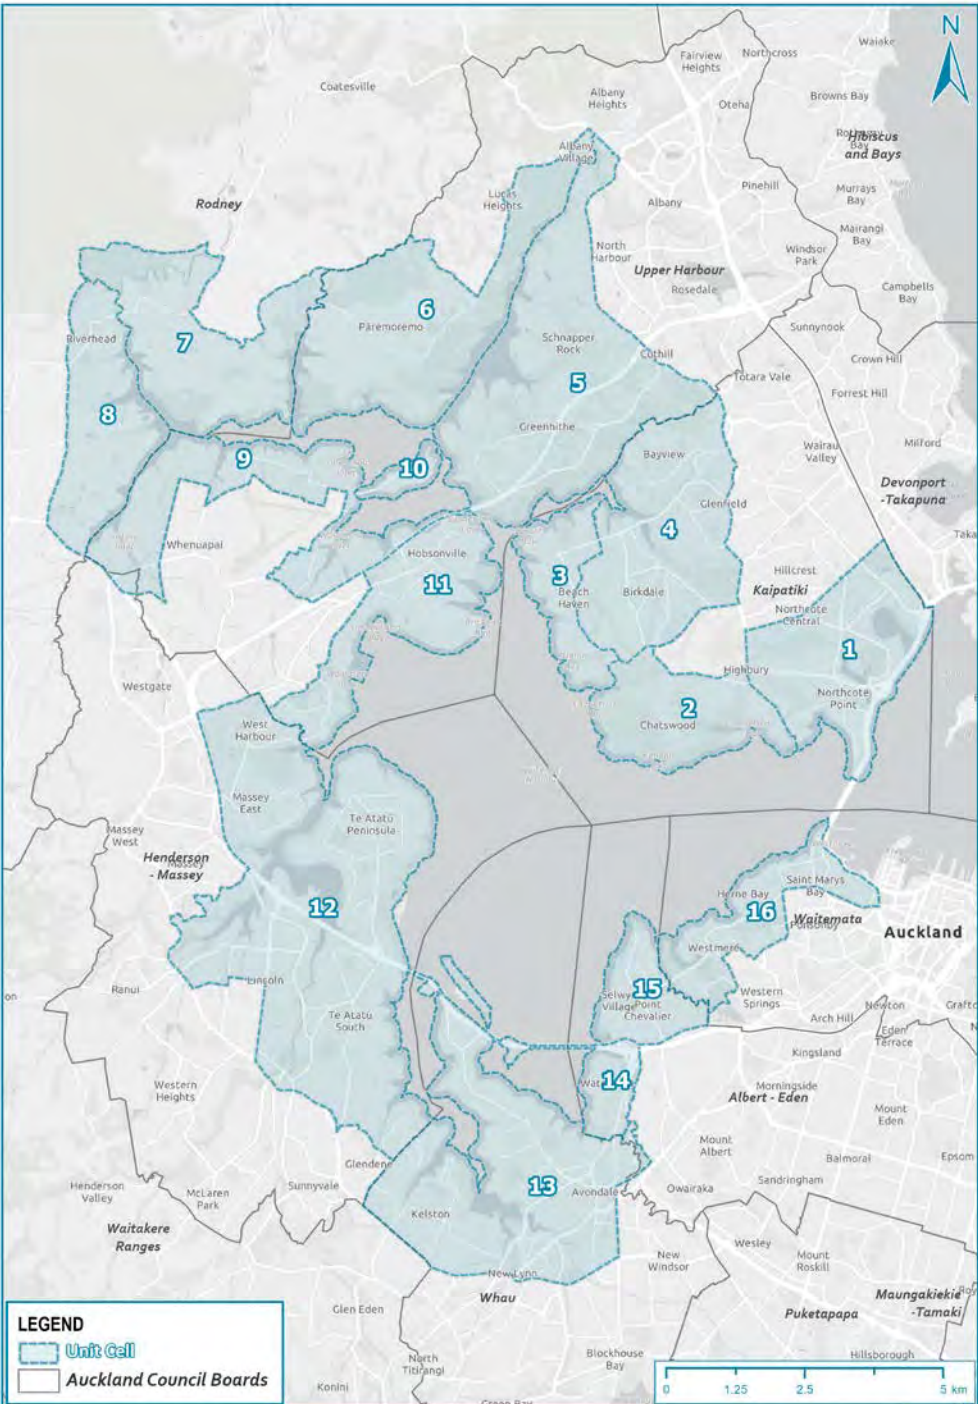 N
Waiake
Fairview
Heights
Northcross
Coatesville
Albany
Heights
Browns Bay
Oteha
Hibiscus
and Bays
Albany
Village
Pinehill
Murrays
Bay
Lucas
Heights
Rodney
Albany
Mairangi
Bay
North
Harbour
Windsor
Park
Upper Harbour
Rosedale
Campbells
Bay
6
Paremoremo
Sunnynook
Riverhead
7
Schnapper
Rock
Crown Hill
5
Totara Vale
Forrest Hill
8
Greenhithe
Wairau
Valley
Milford
9
10
Bayview
Devonport
-Takapuna
Glenfield
4
Whenuapai
Hobsonville
Hillcrest
11
3
Beach
Haven
Birkdale
Kaipatiki
Northcote
Central
1
Highbury
Westgate
2
Northcote
Point
West
Harbour
Chatswood
Massey
East
Te Atatū
Peninsula
Massey
West
Henderson
- Massey
Saint Marys
Bay
Herne Bay
12
16
Waitemata
Ponsonby
Auckland
Westmere
Lincoln
15
Ranui
Western
Springs
Point
Chevalier
Te Atatū
South
Newton
Arch Hill
Eden
Terrace
Kingsland
14
Western
Heights
Albert - Eden
Morningside
Mount
Eden
Mount
Albert
Glendene
Balmoral
Epsom
Henderson
Valley
Sunnyvale
McLaren
Park
13
Avondale
Owairaka
Sandringham
Kelston
Waitakere
Ranges
Wesley
New
Windsor
Mount
Roskill
New Lynn
Whau
Maungakiekie
-Tamaki
Glen Eden
Puketapapa
LEGEND
Unit Cell
Auckland Council Boards
North
Titirangi
Blockhouse
Bay
Hillsborough
Konini
0
1.25
2.5
5 km